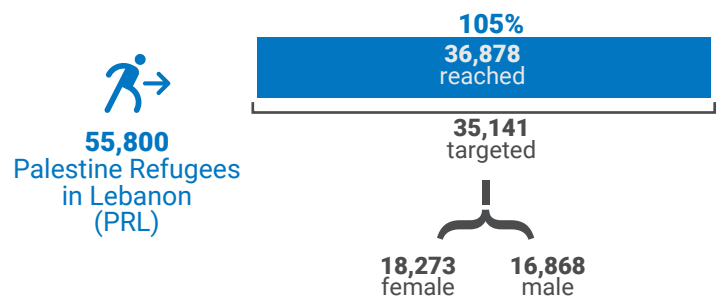 105%
36,878
reached
55,800
Palestine Refugees
in Lebanon
(PRL)
35,141
targeted
18,273
female
16,868
male